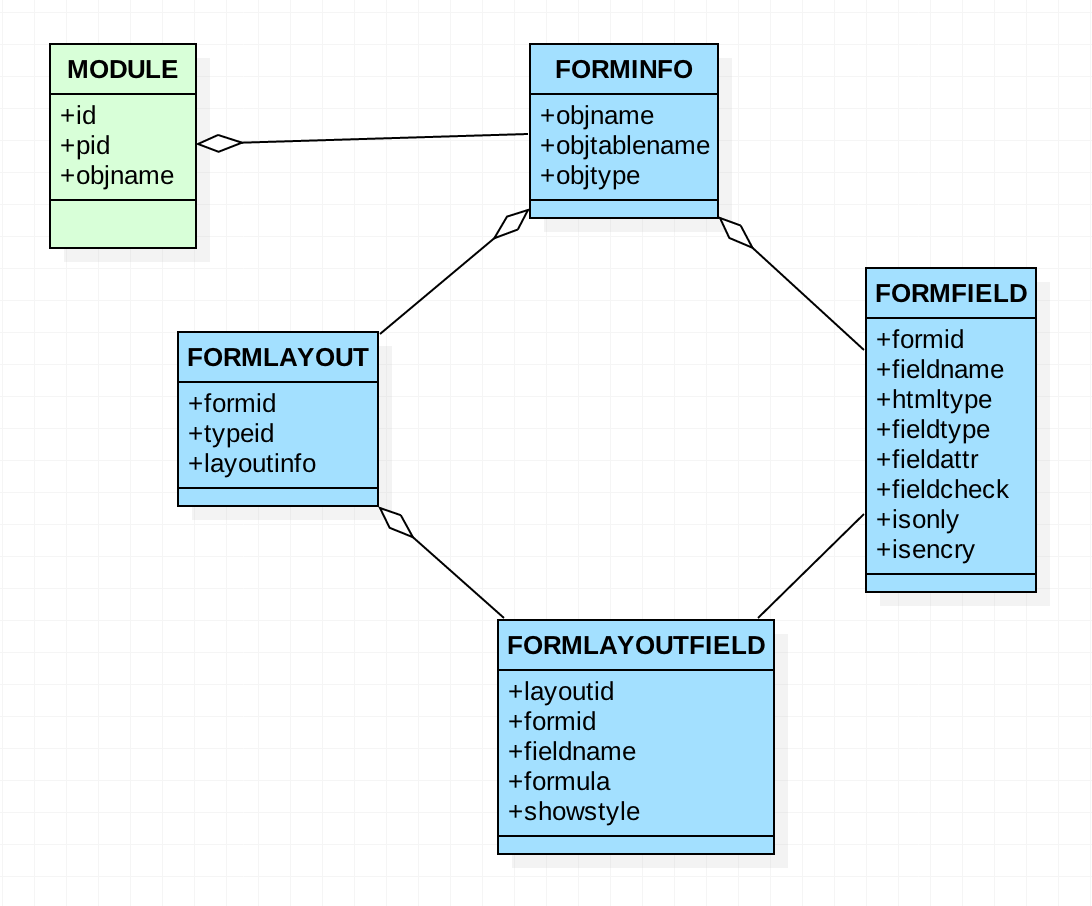 MODULE
+id
+pid
+objname
FORMINFO
+objname
+objtablename
+objtype
FORMFIELD
+formid
+fieldname
+htmltype
+fieldtype
+fieldattr
+fieldcheck
+isonly
+isencry
FORMLAYOUT
+formid
+typeid
+layoutinfo
FORMLAYOUTFIELD
+layoutid
+formid
+fieldname
+formula
+showstyle